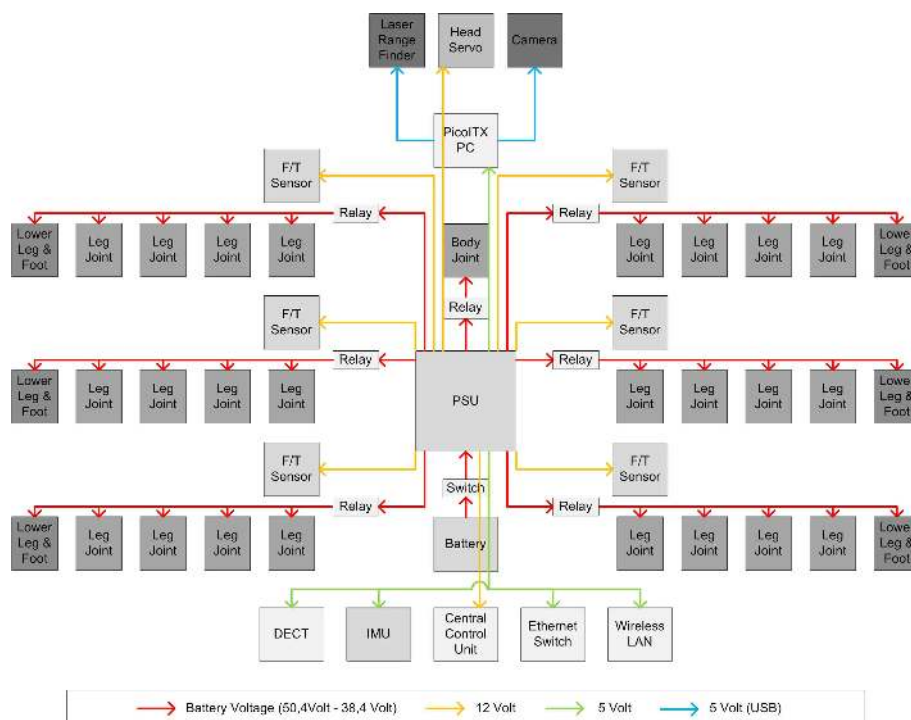 Laser
Range
Finder
Head
Servo
Camera
PicoITX
PC
F/T
Sensor
F/T
Sensor
Relay
Relay
Lower
Leg &
Foot
Leg
Joint
Leg
Joint
Leg
Joint
Leg
Joint
Body
Joint
Leg
Joint
Leg
Joint
Leg
Joint
Leg
Joint
Lower
Leg &
Foot
Relay
F/T
Sensor
F/T
Sensor
Relay
Relay
Lower
Leg &
Foot
Leg
Joint
Leg
Joint
Leg
Joint
Leg
Joint
PSU
Leg
Joint
Leg
Joint
Leg
Joint
Leg
Joint
Lower
Leg &
Foot
F/T
Sensor
F/T
Sensor
Switch
Relay
Relay
Lower
Leg &
Foot
Leg
Joint
Leg
Joint
Leg
Joint
Leg
Joint
Battery
Leg
Joint
Leg
Joint
Leg
Joint
Leg
Joint
Lower
Leg &
Foot
DECT
IMU
Central
Control
Unit
Ethernet
Switch
Wireless
LAN
Battery Voltage (50,4Volt - 38,4 Volt)
12 Volt
5 Volt
5 Volt (USB)